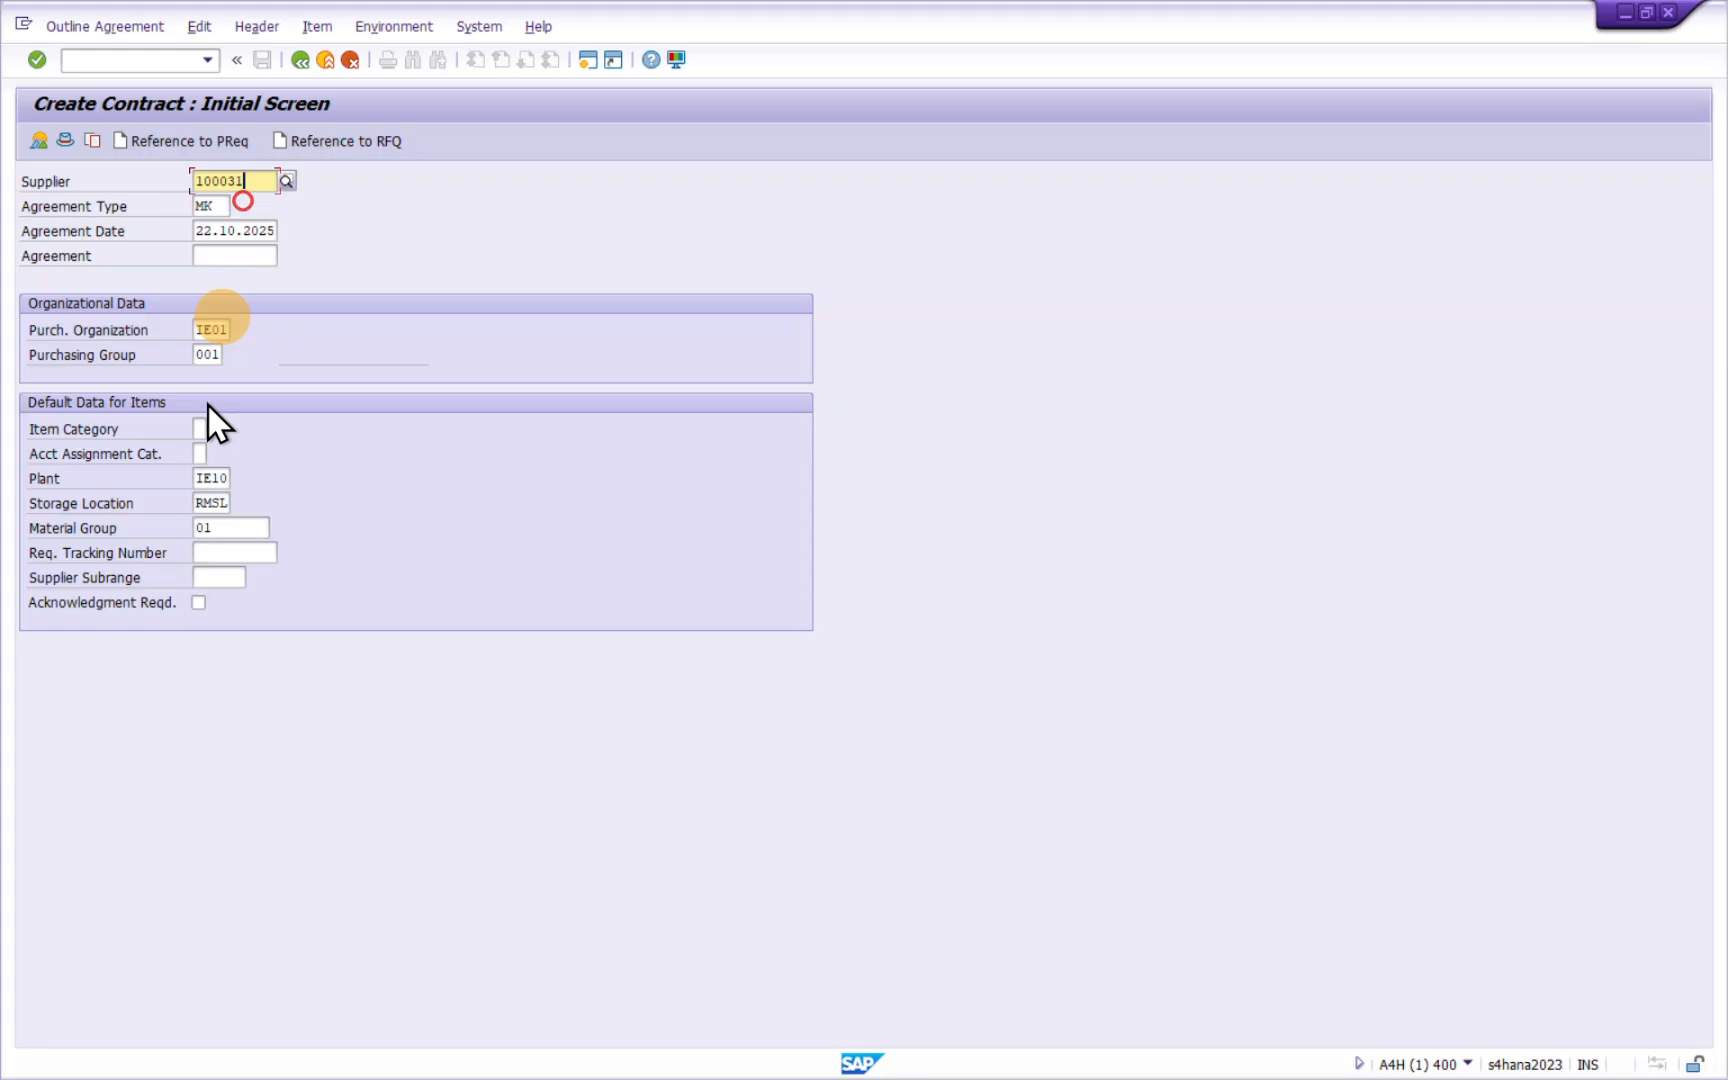 Outline Agreement Edit Header Item Environment System Help
Create Contract : Initial Screen
Reference to PReq Reference to RFQ
Supplier 100031
Agreement Type MK
Agreement Date 22.10.2025
Agreement
Organizational Data
Purch. Organization IE01
Purchasing Group 001
Default Data for Items
Item Category
Acct Assignment Cat.
Plant IE10
Storage Location RMSL
Material Group 01
Req. Tracking Number
Supplier Subrange
Acknowledgment Reqd.
SAP A4H (1) 400 s4hana2023 INS